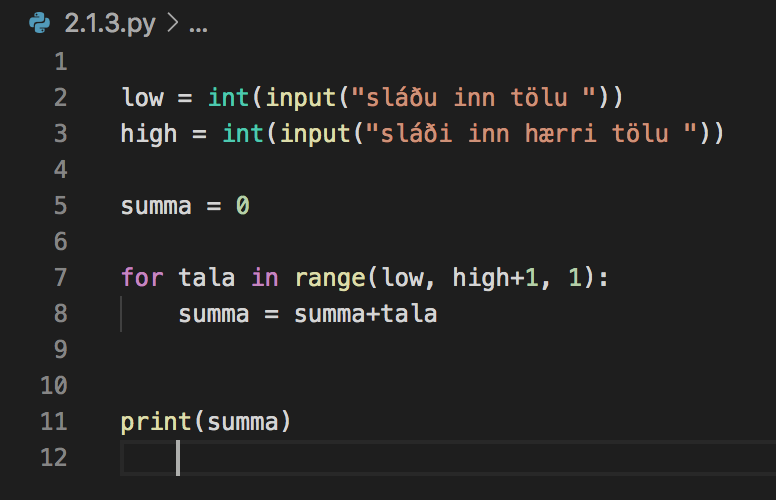 2.1.3.py > ...
1
2 low = int(input("sláðu inn tölu "))
3 high = int(input("sláði inn hærri tölu "))
4
5 summa = 0
6
7 for tala in range(low, high+1, 1):
8     summa = summa+tala
9
10
11 print(summa)
12